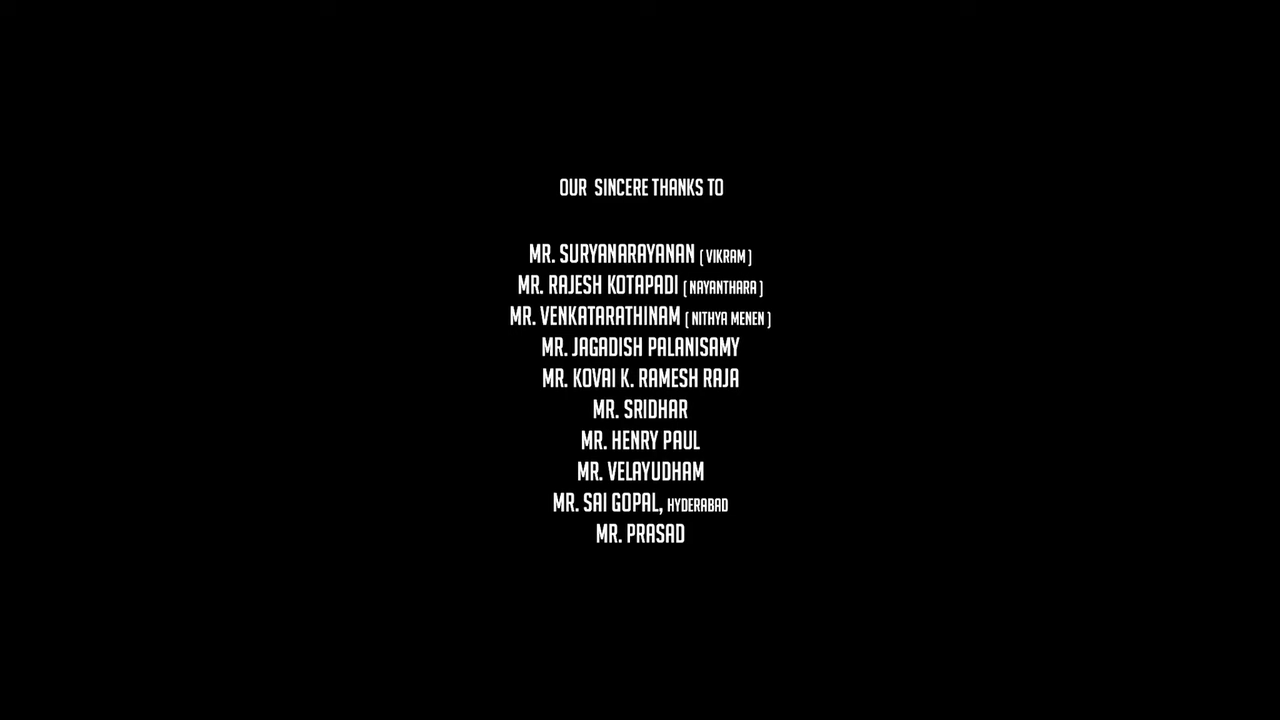 OUR SINCERE THANKS TO
MR. SURYANARAYANAN ( VIKRAM )
MR. RAJESH KOTAPADI ( NAYANTHARA )
MR. VENKATARATHINAM ( NITHYA MENEN )
MR. JAGADISH PALANISAMY
MR. KOVAI K. RAMESH RAJA
MR. SRIDHAR
MR. HENRY PAUL
MR. VELAYUDHAM
MR. SAI GOPAL, HYDERABAD
MR. PRASAD